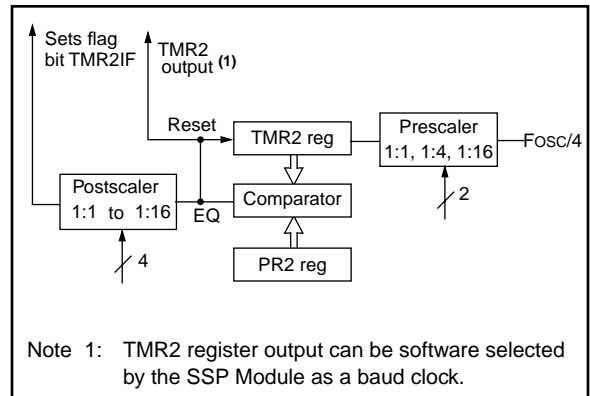 Sets flag
bit TMR2IF
TMR2
output (1)
Reset
TMR2 reg
Prescaler
1:1, 1:4, 1:16
FOSC/4
2
Postscaler
1:1 to 1:16
EQ
Comparator
4
PR2 reg
Note 1: TMR2 register output can be software selected
by the SSP Module as a baud clock.